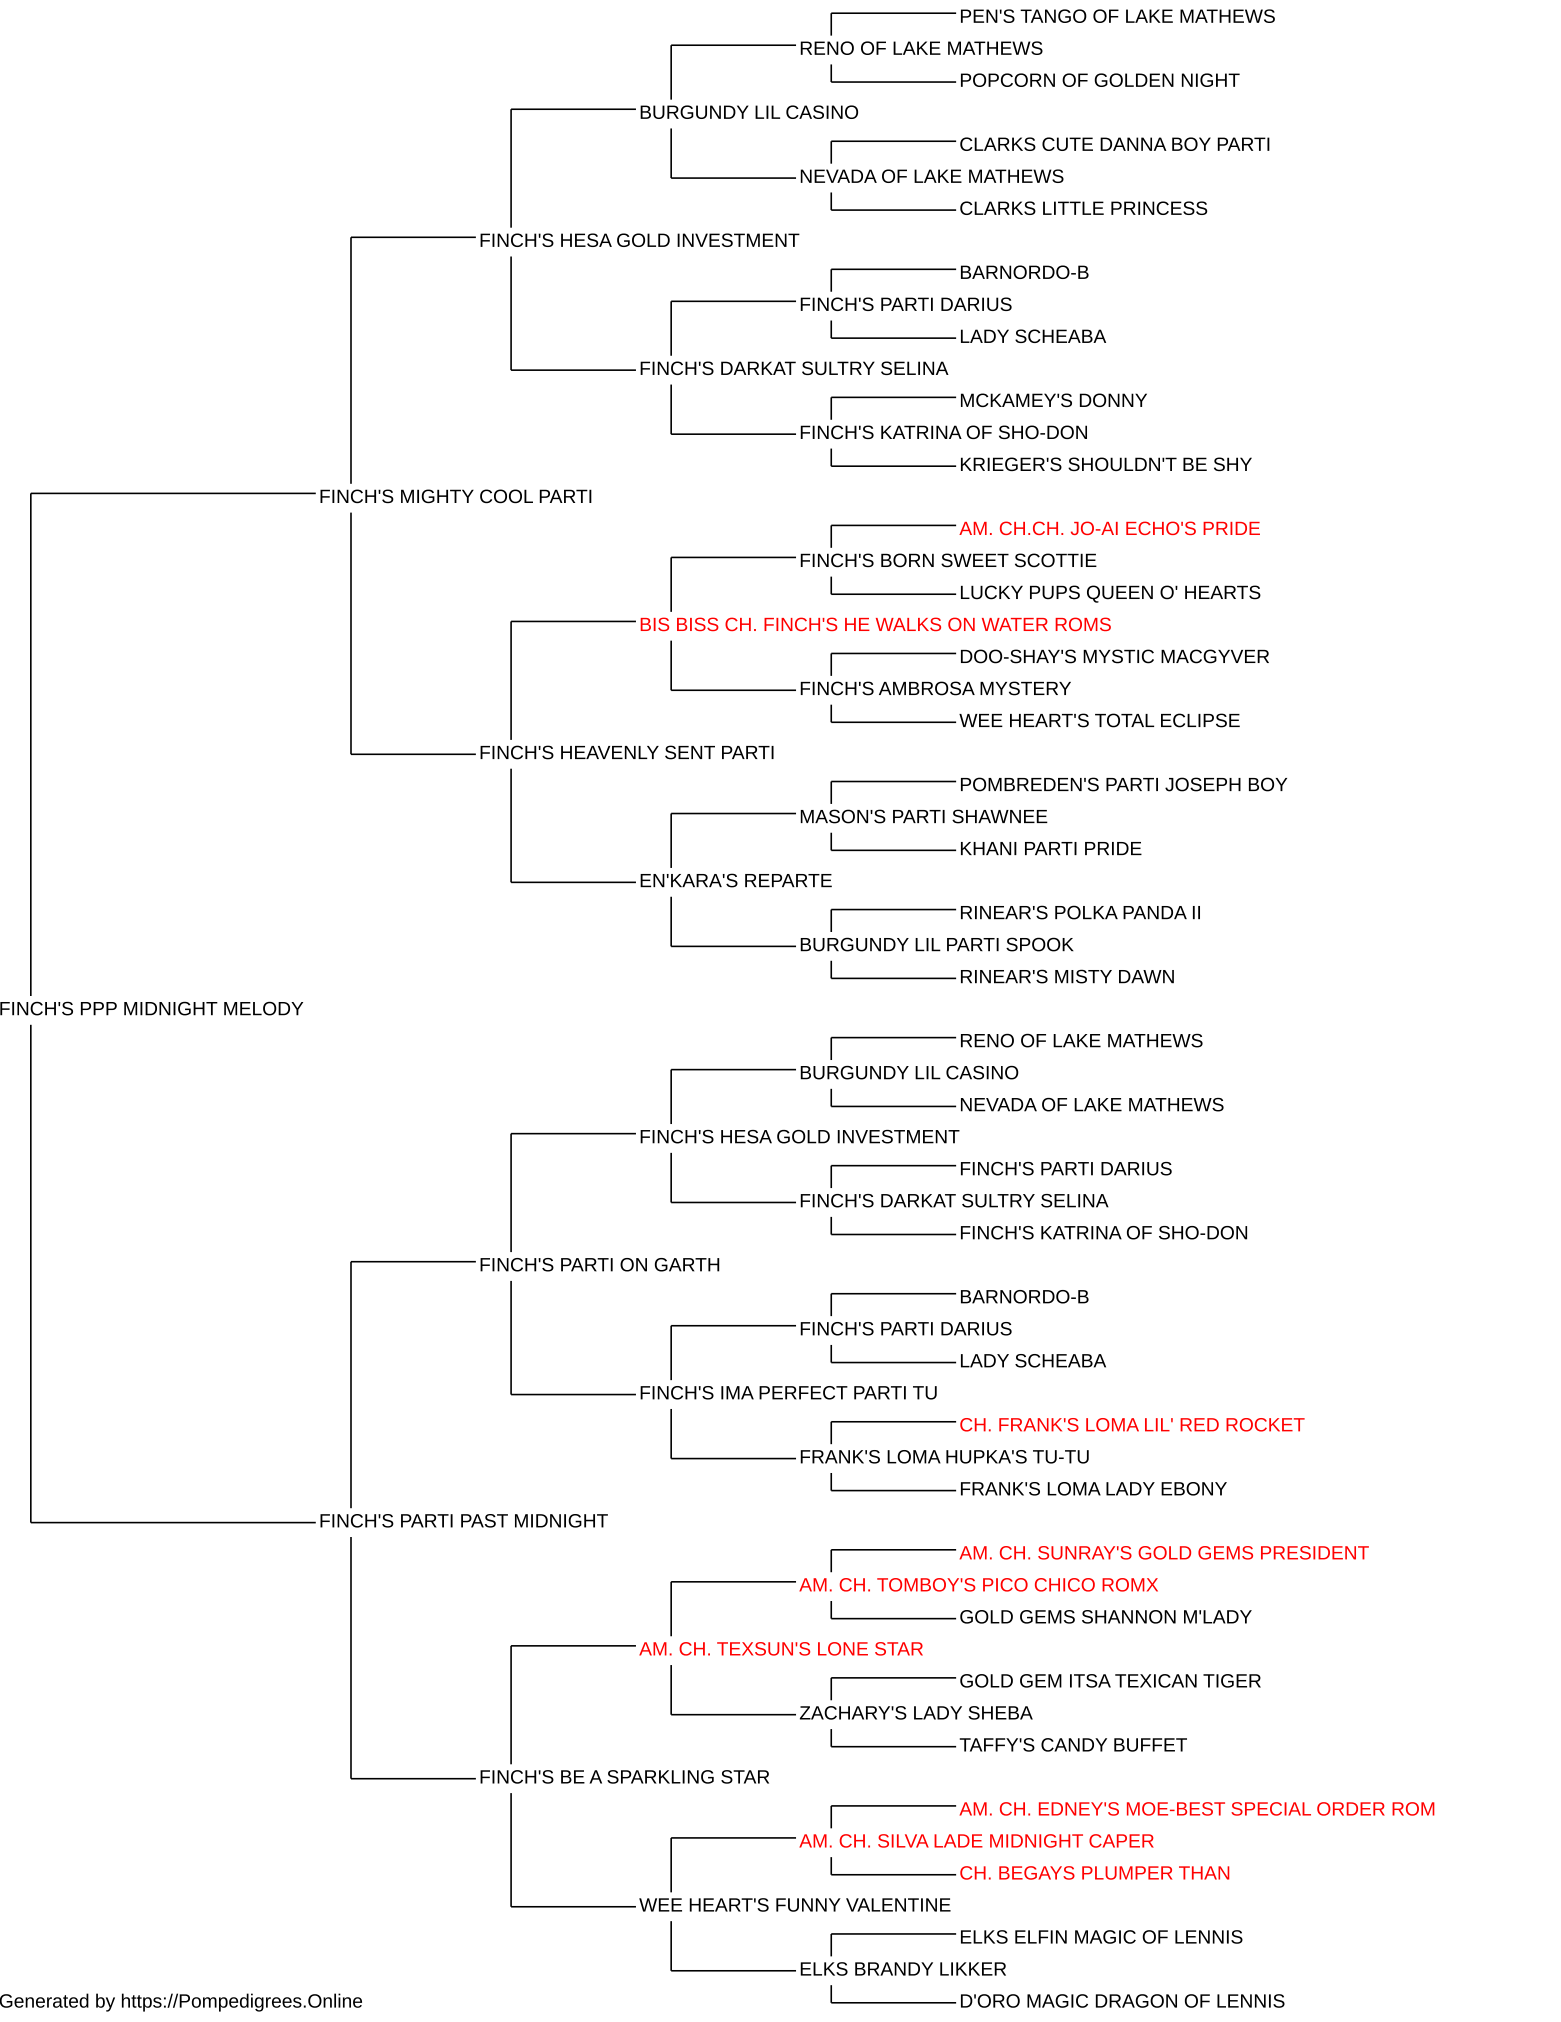 PEN'S TANGO OF LAKE MATHEWS
RENO OF LAKE MATHEWS
POPCORN OF GOLDEN NIGHT
BURGUNDY LIL CASINO
CLARKS CUTE DANNA BOY PARTI
NEVADA OF LAKE MATHEWS
CLARKS LITTLE PRINCESS
FINCH'S HESA GOLD INVESTMENT
BARNORDO-B
FINCH'S PARTI DARIUS
LADY SCHEABA
FINCH'S DARKAT SULTRY SELINA
MCKAMEY'S DONNY
FINCH'S KATRINA OF SHO-DON
KRIEGER'S SHOULDN'T BE SHY
FINCH'S MIGHTY COOL PARTI
AM. CH.CH. JO-AI ECHO'S PRIDE
FINCH'S BORN SWEET SCOTTIE
LUCKY PUPS QUEEN O' HEARTS
BIS BISS CH. FINCH'S HE WALKS ON WATER ROMS
DOO-SHAY'S MYSTIC MACGYVER
FINCH'S AMBROSA MYSTERY
WEE HEART'S TOTAL ECLIPSE
FINCH'S HEAVENLY SENT PARTI
POMBREDEN'S PARTI JOSEPH BOY
MASON'S PARTI SHAWNEE
KHANI PARTI PRIDE
EN'KARA'S REPARTE
RINEAR'S POLKA PANDA II
BURGUNDY LIL PARTI SPOOK
RINEAR'S MISTY DAWN
FINCH'S PPP MIDNIGHT MELODY
RENO OF LAKE MATHEWS
BURGUNDY LIL CASINO
NEVADA OF LAKE MATHEWS
FINCH'S HESA GOLD INVESTMENT
FINCH'S PARTI DARIUS
FINCH'S DARKAT SULTRY SELINA
FINCH'S KATRINA OF SHO-DON
FINCH'S PARTI ON GARTH
BARNORDO-B
FINCH'S PARTI DARIUS
LADY SCHEABA
FINCH'S IMA PERFECT PARTI TU
CH. FRANK'S LOMA LIL' RED ROCKET
FRANK'S LOMA HUPKA'S TU-TU
FRANK'S LOMA LADY EBONY
FINCH'S PARTI PAST MIDNIGHT
AM. CH. SUNRAY'S GOLD GEMS PRESIDENT
AM. CH. TOMBOY'S PICO CHICO ROMX
GOLD GEMS SHANNON M'LADY
AM. CH. TEXSUN'S LONE STAR
GOLD GEM ITSA TEXICAN TIGER
ZACHARY'S LADY SHEBA
TAFFY'S CANDY BUFFET
FINCH'S BE A SPARKLING STAR
AM. CH. EDNEY'S MOE-BEST SPECIAL ORDER ROM
AM. CH. SILVA LADE MIDNIGHT CAPER
CH. BEGAYS PLUMPER THAN
WEE HEART'S FUNNY VALENTINE
ELKS ELFIN MAGIC OF LENNIS
ELKS BRANDY LIKKER
D'ORO MAGIC DRAGON OF LENNIS
Generated by https://Pompedigrees.Online